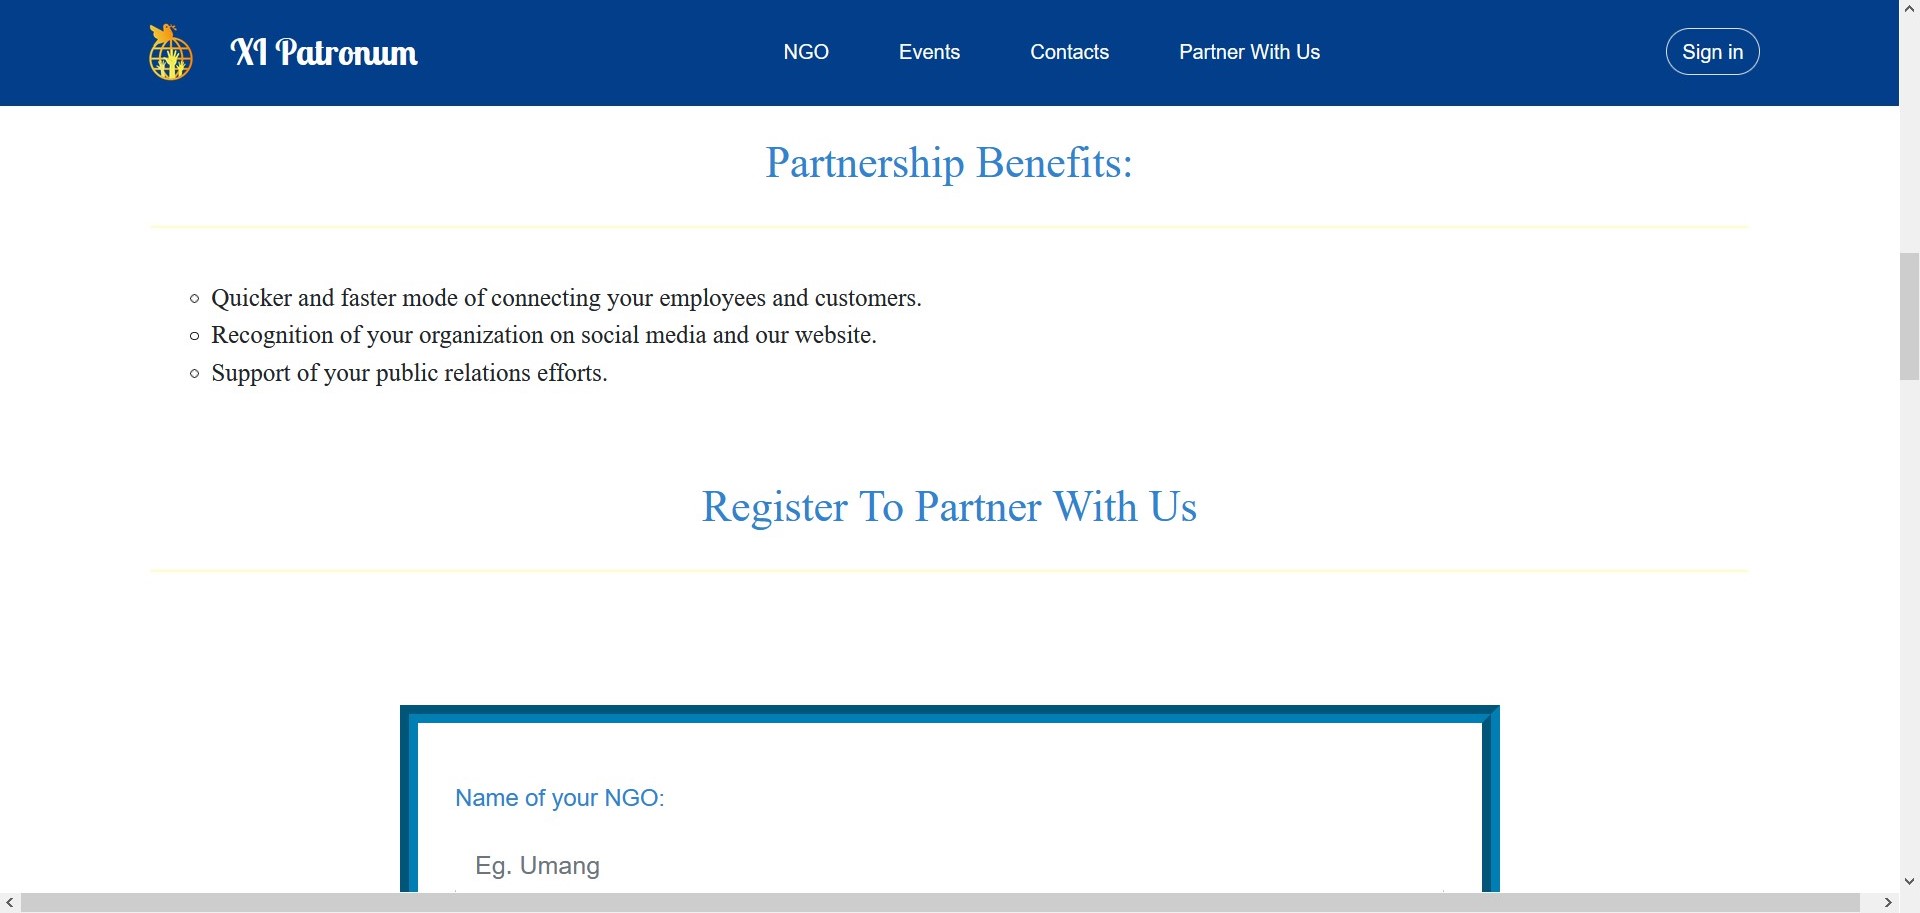 XI Patronum
NGO
Events
Contacts
Partner With Us
Sign in
Partnership Benefits:
Quicker and faster mode of connecting your employees and customers.
Recognition of your organization on social media and our website.
Support of your public relations efforts.
Register To Partner With Us
Name of your NGO:
Eg. Umang